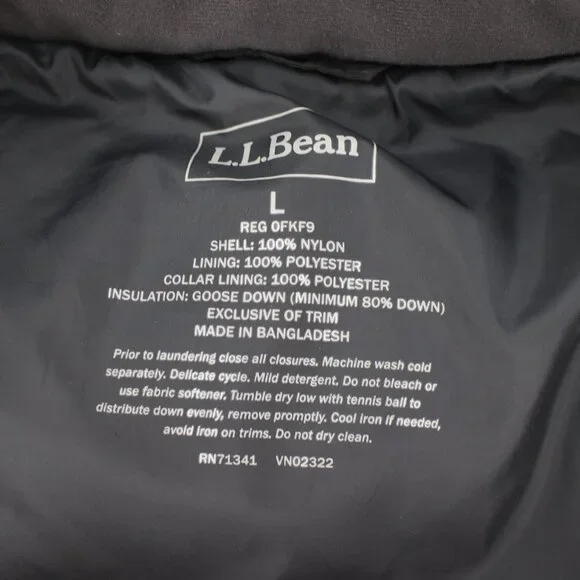 L.L.Bean
L
REG 0FKF9
SHELL: 100% NYLON
LINING: 100% POLYESTER
COLLAR LINING: 100% POLYESTER
INSULATION: GOOSE DOWN (MINIMUM 80% DOWN)
EXCLUSIVE OF TRIM
MADE IN BANGLADESH
Prior to laundering close all closures. Machine wash cold
separately. Delicate cycle. Mild detergent. Do not bleach or
use fabric softener. Tumble dry low with tennis ball to
distribute down evenly, remove promptly. Cool iron if needed,
avoid iron on trims. Do not dry clean.
RN71341 VN02322